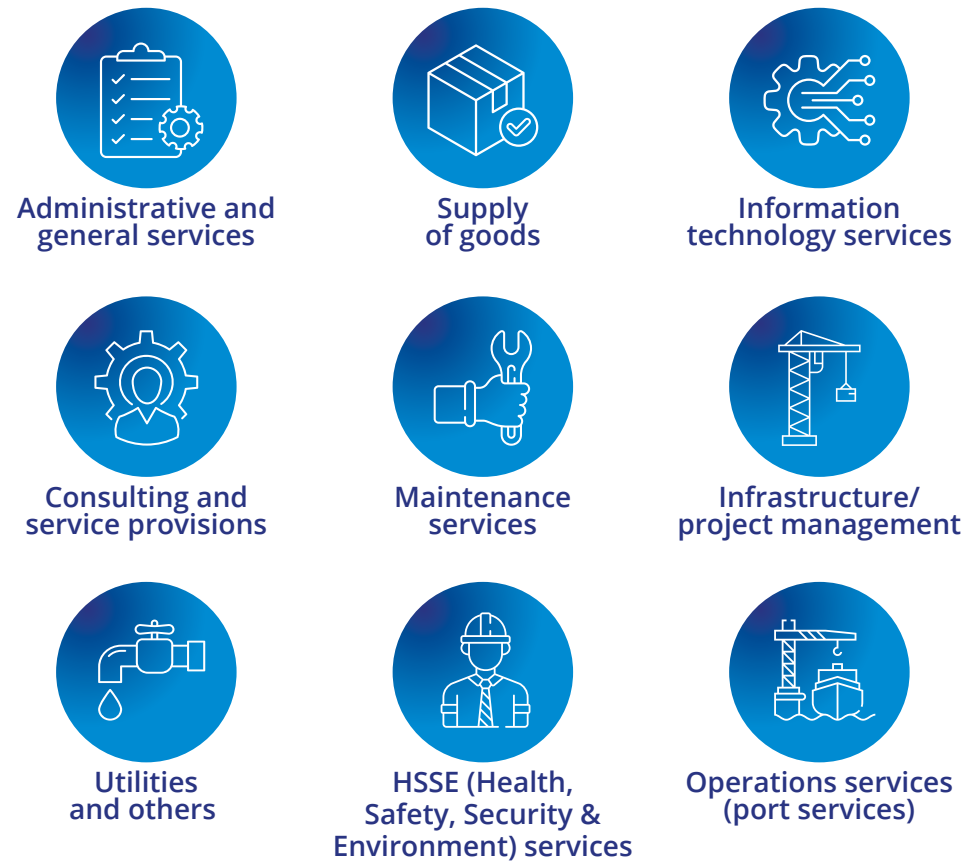 Administrative and
general services
Supply
of goods
Information
technology services
Consulting and
service provisions
Maintenance
services
Infrastructure/
project management
Utilities
and others
HSSE (Health,
Safety, Security &
Environment) services
Operations services
(port services)